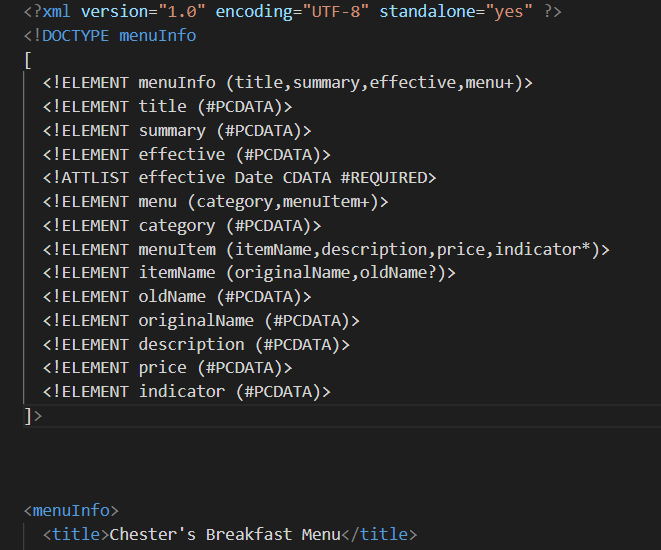 <?xml version="1.0" encoding="UTF-8" standalone="yes" ?>
<!DOCTYPE menuInfo
[
<!ELEMENT menuInfo (title,summary,effective,menu+)>
<!ELEMENT title (#PCDATA)>
<!ELEMENT summary (#PCDATA)>
<!ELEMENT effective (#PCDATA)>
<!ATTLIST effective Date CDATA #REQUIRED>
<!ELEMENT menu (category,menuItem+)>
<!ELEMENT category (#PCDATA)>
<!ELEMENT menuItem (itemName,description,price,indicator*)>
<!ELEMENT itemName (originalName,oldName?)>
<!ELEMENT oldName (#PCDATA)>
<!ELEMENT originalName (#PCDATA)>
<!ELEMENT description (#PCDATA)>
<!ELEMENT price (#PCDATA)>
<!ELEMENT indicator (#PCDATA)>
]>
<menuInfo>
<title>Chester's Breakfast Menu</title>